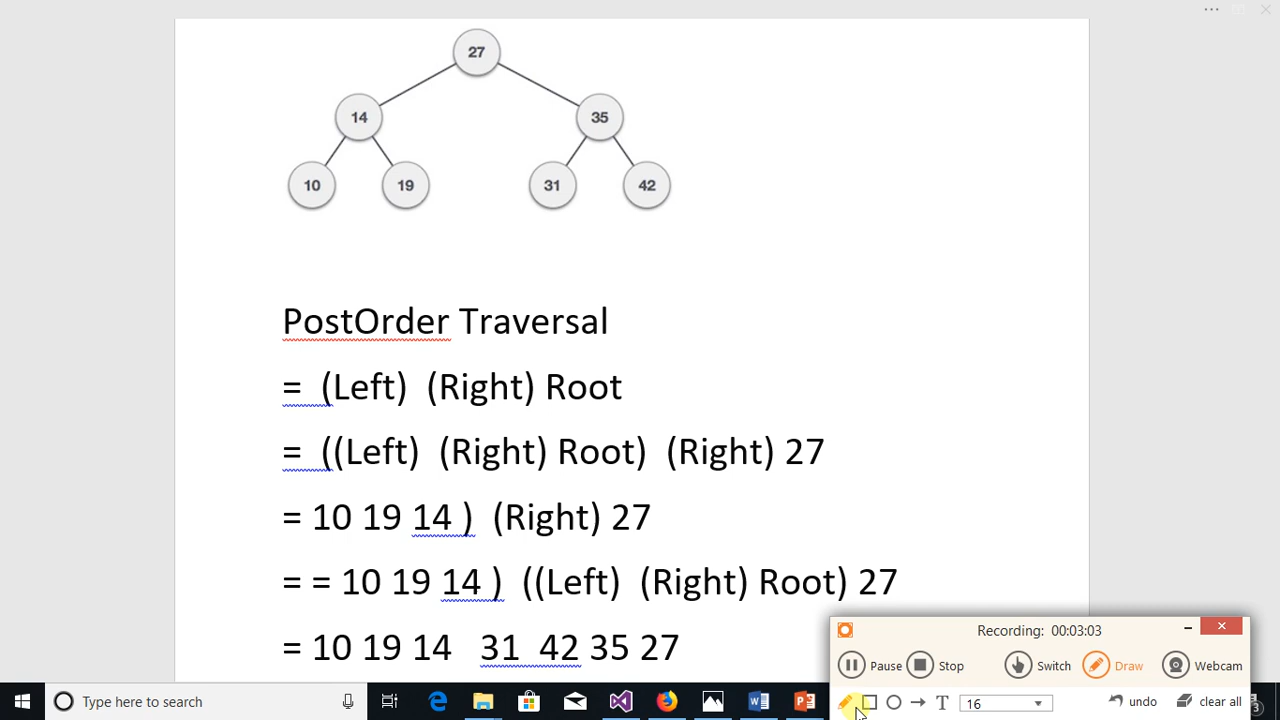 27
14 35
10 19 31 42
PostOrder Traversal
= (Left) (Right) Root
= ((Left) (Right) Root) (Right) 27
= 10 19 14 ) (Right) 27
= = 10 19 14 ) ((Left) (Right) Root) 27
= 10 19 14 31 42 35 27
Recording: 00:03:03
Pause Stop Switch Draw Webcam
T 16 undo clear all
Type here to search
3